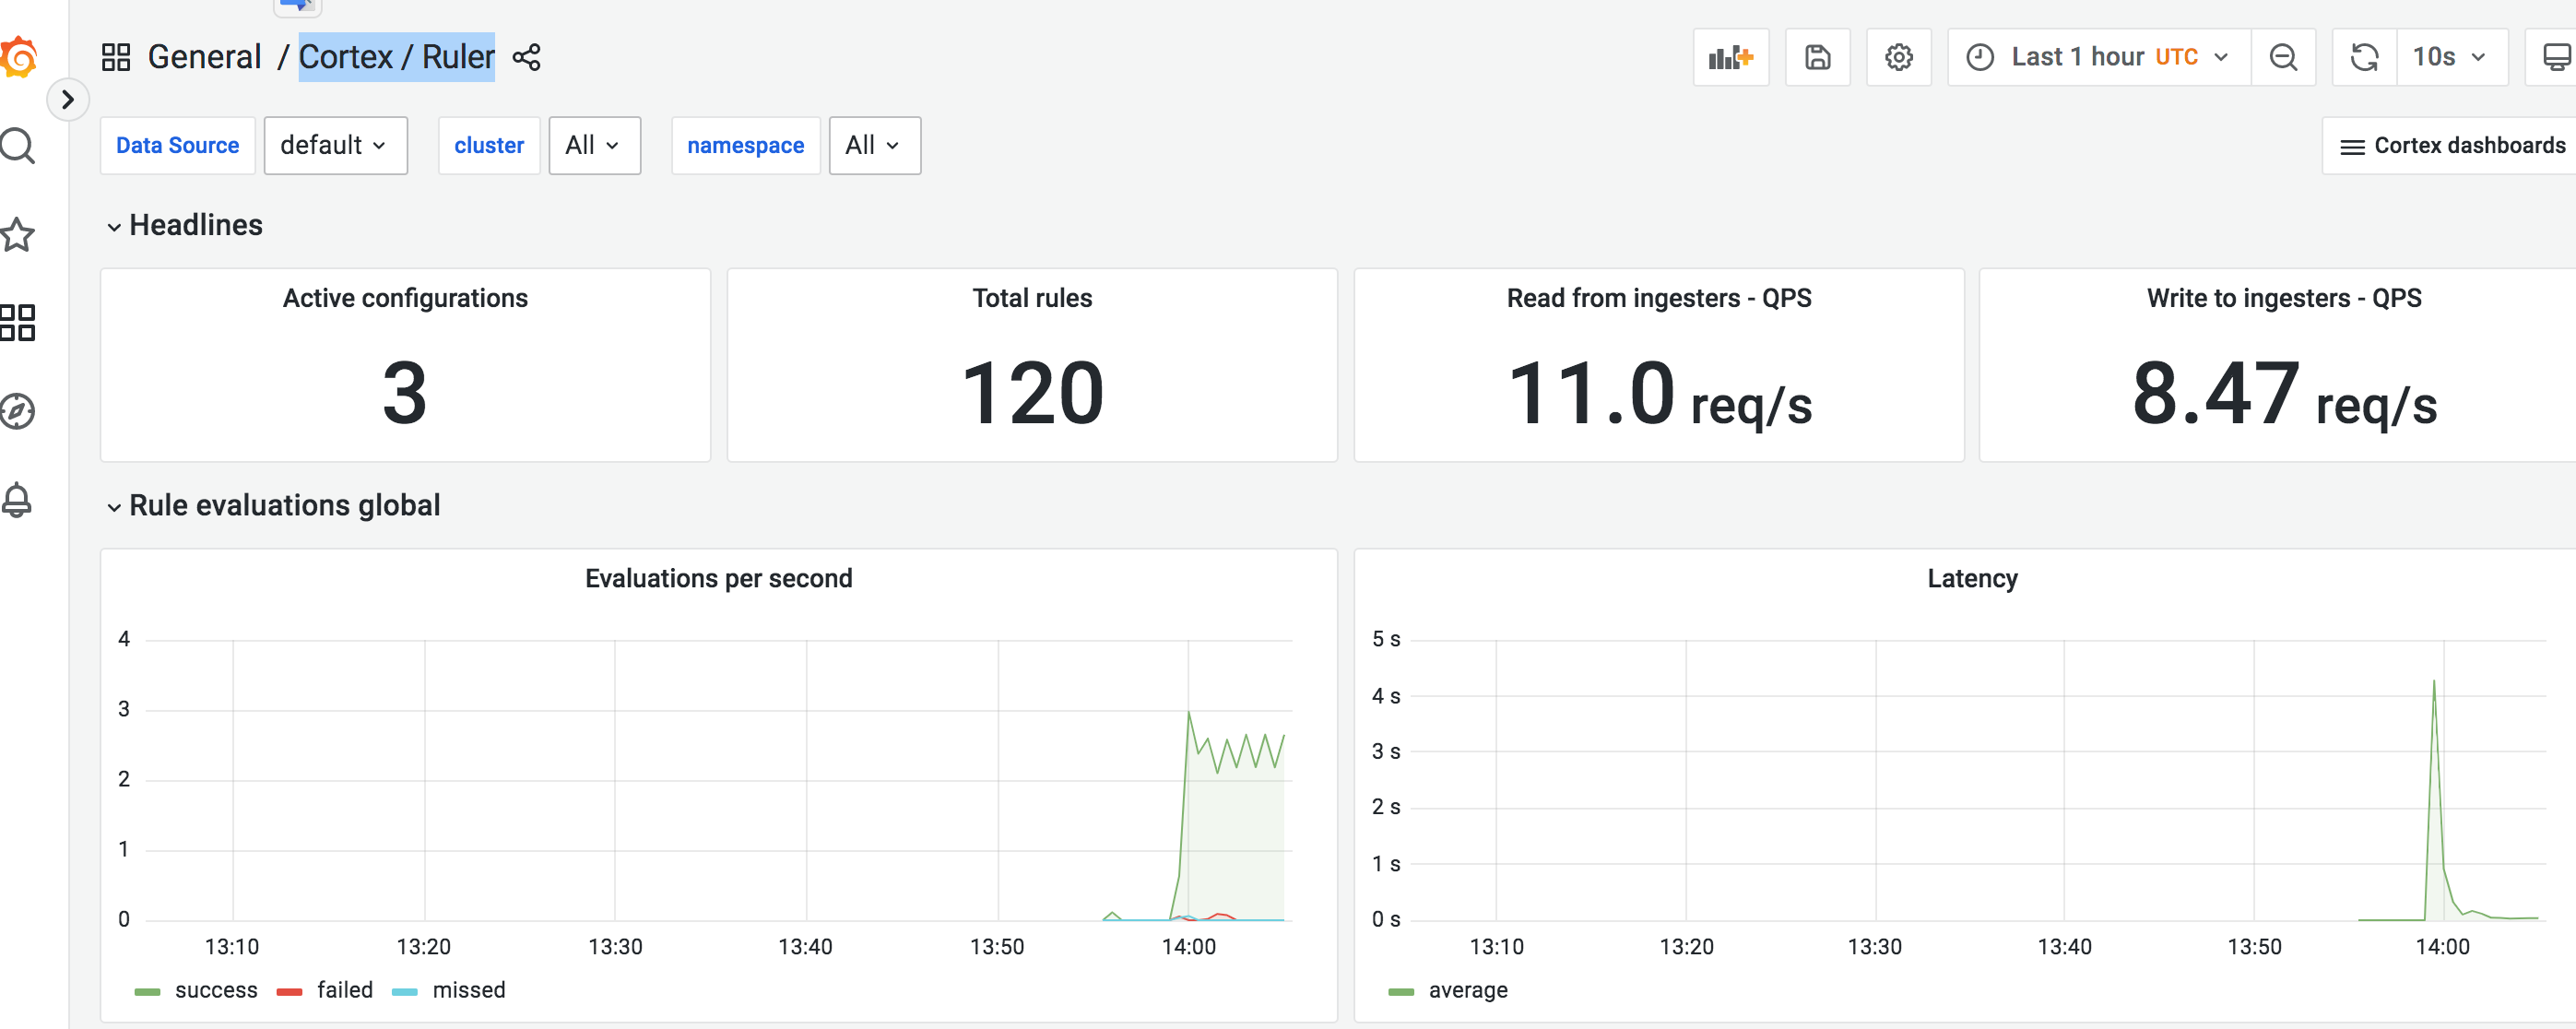 General / Cortex / Ruler
Last 1 hour UTC
10s
Data Source default cluster All namespace All
Cortex dashboards
Headlines
Active configurations
3
Total rules
120
Read from ingesters - QPS
11.0 req/s
Write to ingesters - QPS
8.47 req/s
Rule evaluations global
Evaluations per second
4
3
2
1
0
13:10 13:20 13:30 13:40 13:50 14:00
success failed missed
Latency
5 s
4 s
3 s
2 s
1 s
0 s
13:10 13:20 13:30 13:40 13:50 14:00
average